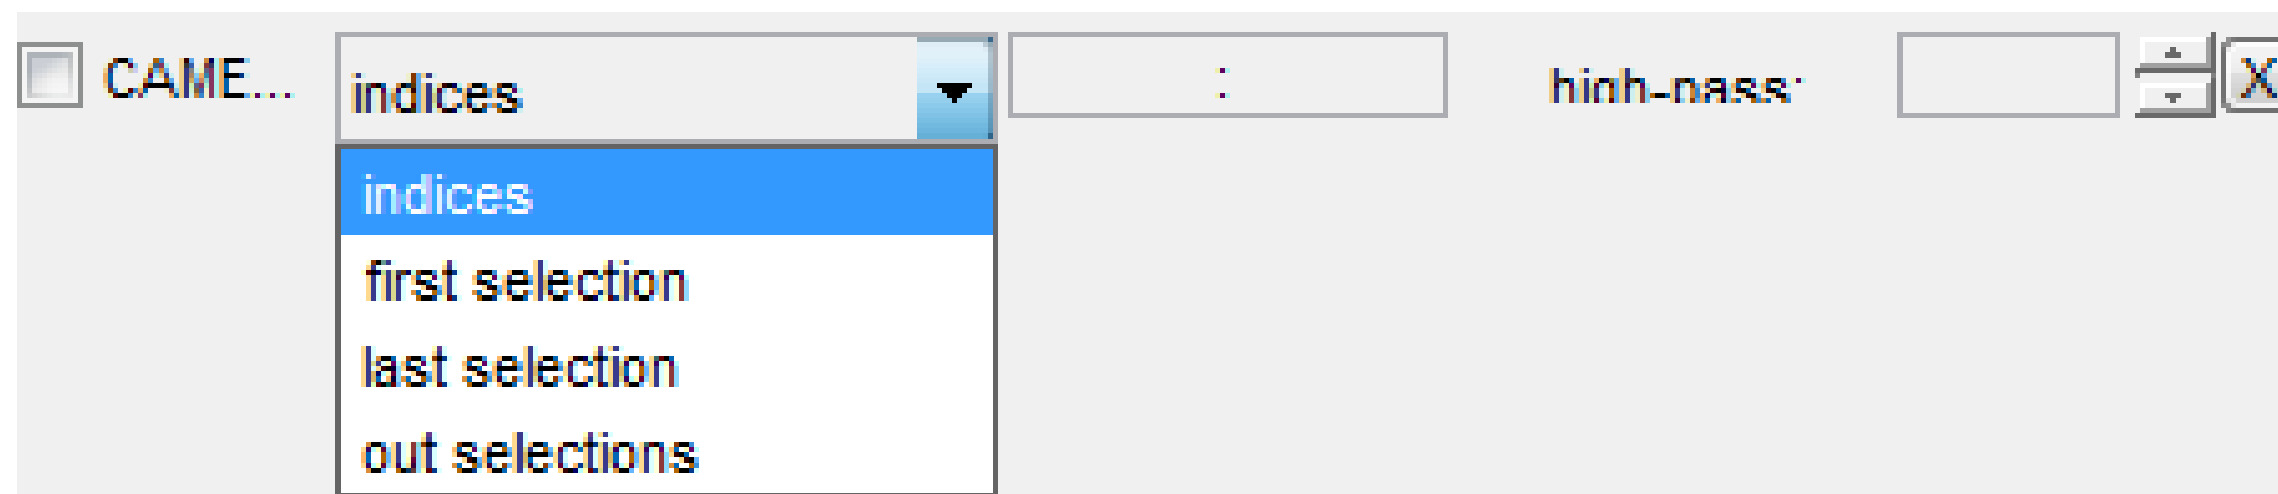 CAME... indices : high-pass: X
indices
first selection
last selection
out selections